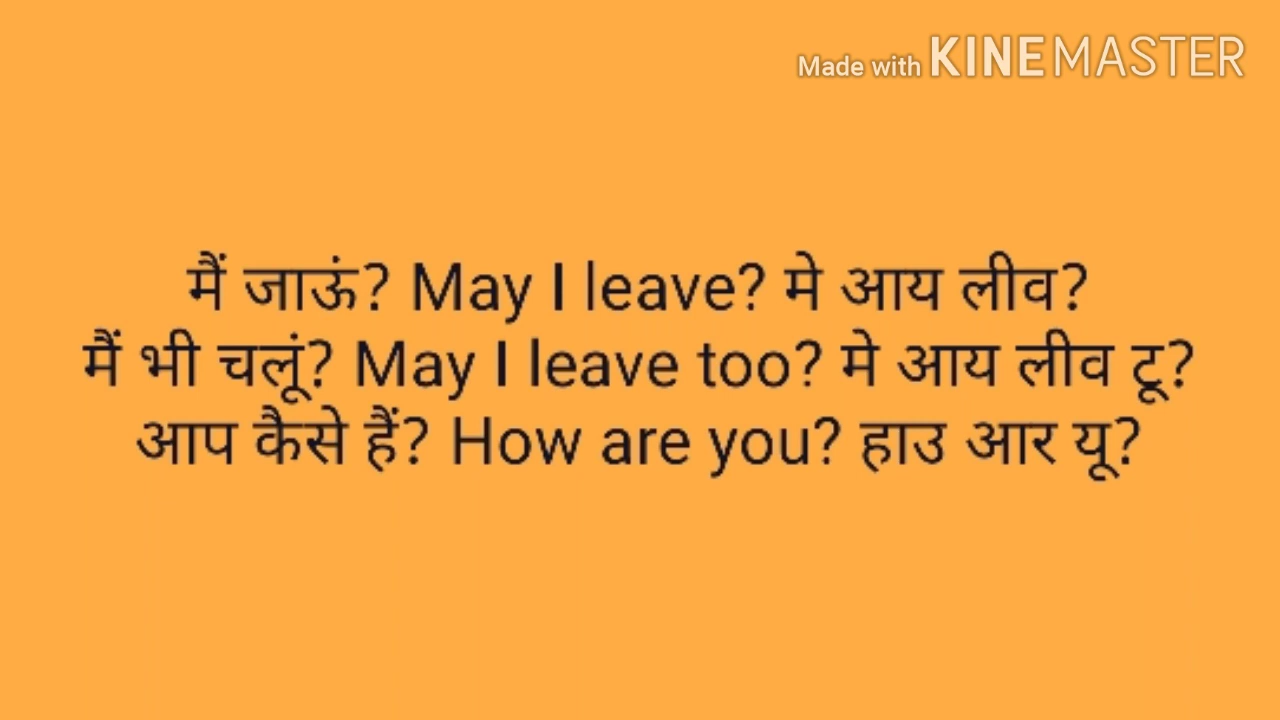 Made with KINEMASTER
मैं जाऊं? May I leave? मे आय लीव?
मैं भी चलूं? May I leave too? मे आय लीव टू?
आप कैसे हैं? How are you? हाउ आर यू?